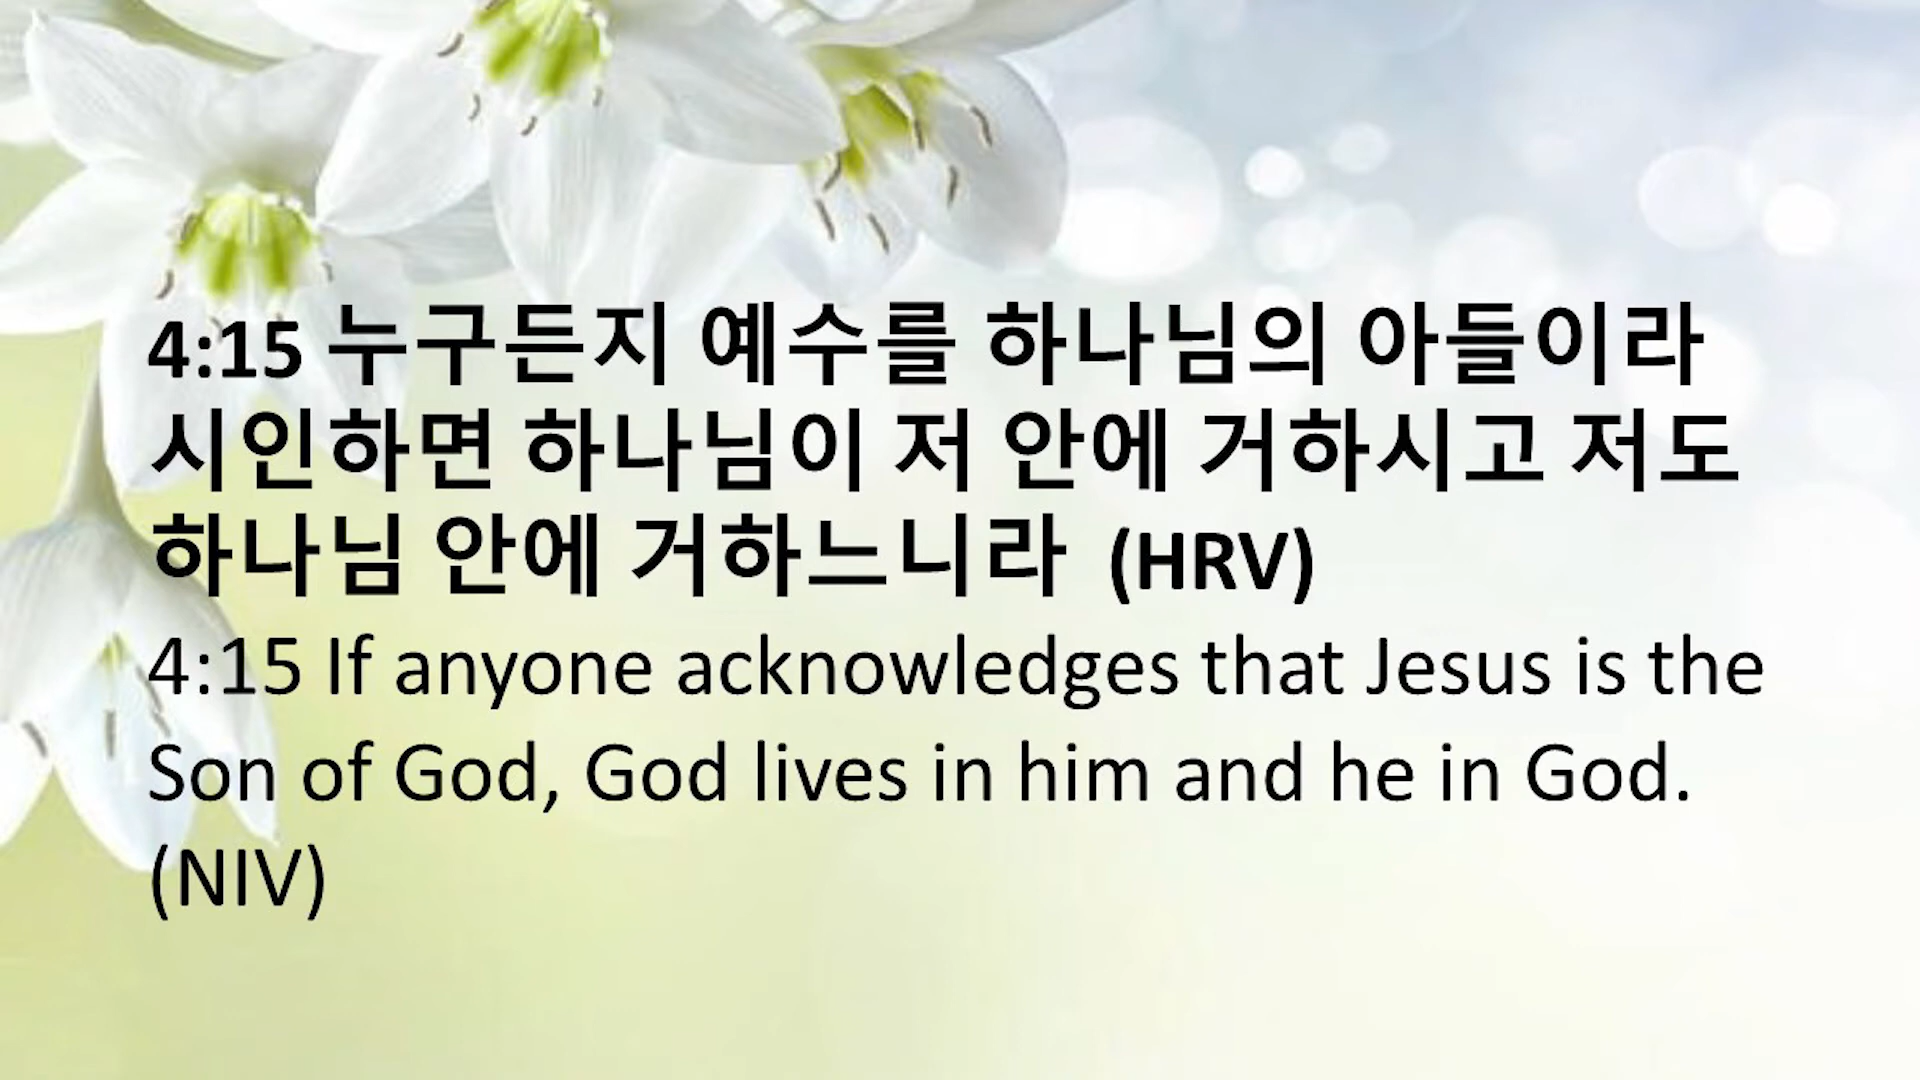 4:15 누구든지 예수를 하나님의 아들이라
시인하면 하나님이 저 안에 거하시고 저도
하나님 안에 거하느니라 (HRV)
4:15 If anyone acknowledges that Jesus is the
Son of God, God lives in him and he in God.
(NIV)